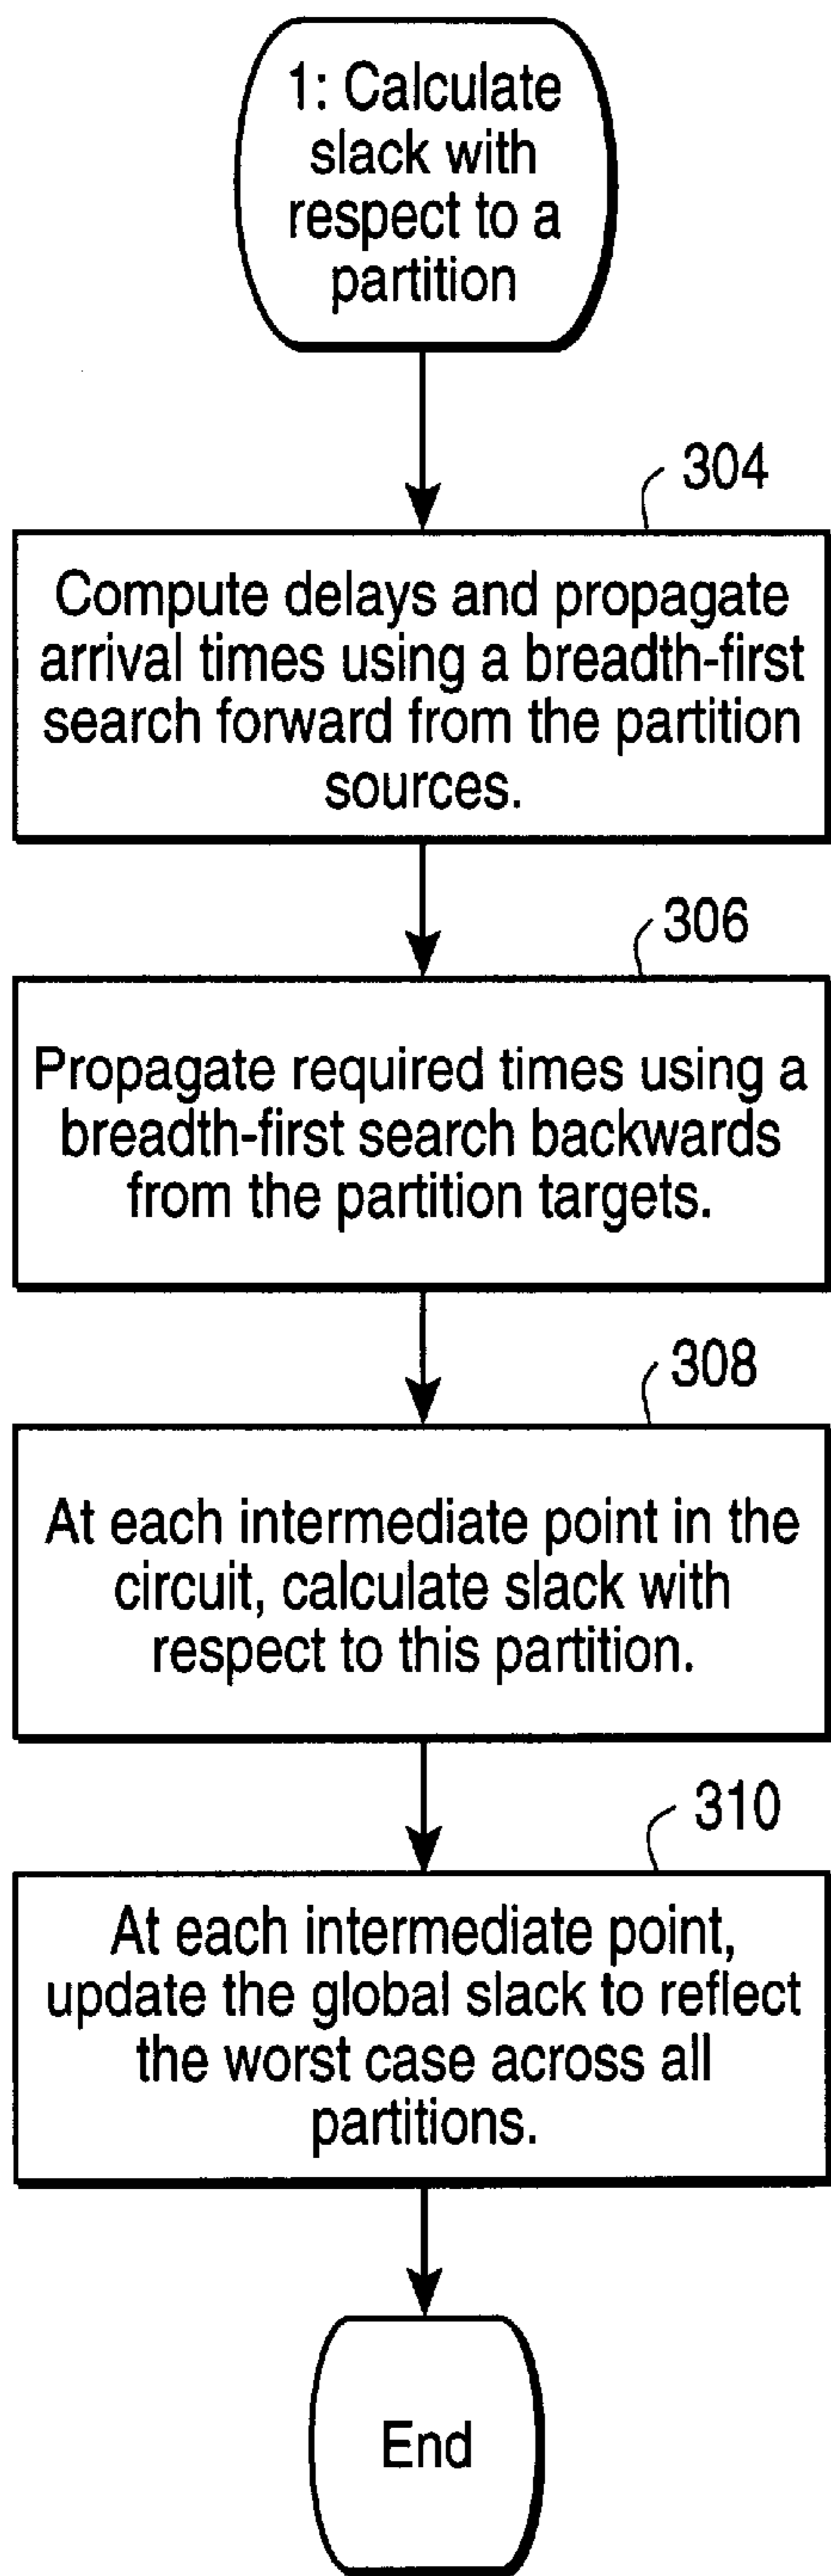 1: Calculate
slack with
respect to a
partition
304
Compute delays and propagate
arrival times using a breadth-first
search forward from the partition
sources.
306
Propagate required times using a
breadth-first search backwards
from the partition targets.
308
At each intermediate point in the
circuit, calculate slack with
respect to this partition.
310
At each intermediate point,
update the global slack to reflect
the worst case across all
partitions.
End